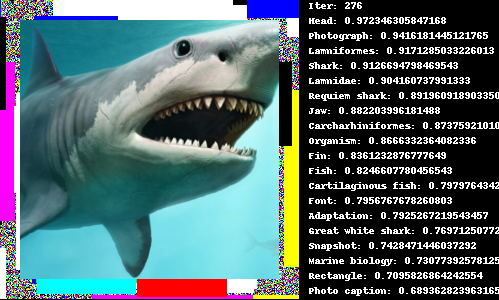 Iter: 276
Head: 0.972346305847168
Photograph: 0.9416181445121765
Lamniformes: 0.9171285033226013
Shark: 0.9126694798469543
Lamnidae: 0.904160737991333
Requiem shark: 0.891960918903350
Jaw: 0.882203996181488
Carcharhiniformes: 0.87375921010
Organism: 0.8666332364082336
Fin: 0.8361232876777649
Fish: 0.8246607780456543
Cartilaginous fish: 0.7979764342
Font: 0.7956767678260803
Adaptation: 0.7925267219543457
Great white shark: 0.76971250772
Snapshot: 0.7428471446037292
Marine biology: 0.73077392578125
Rectangle: 0.7095826864242554
Photo caption: 0.689362823963165